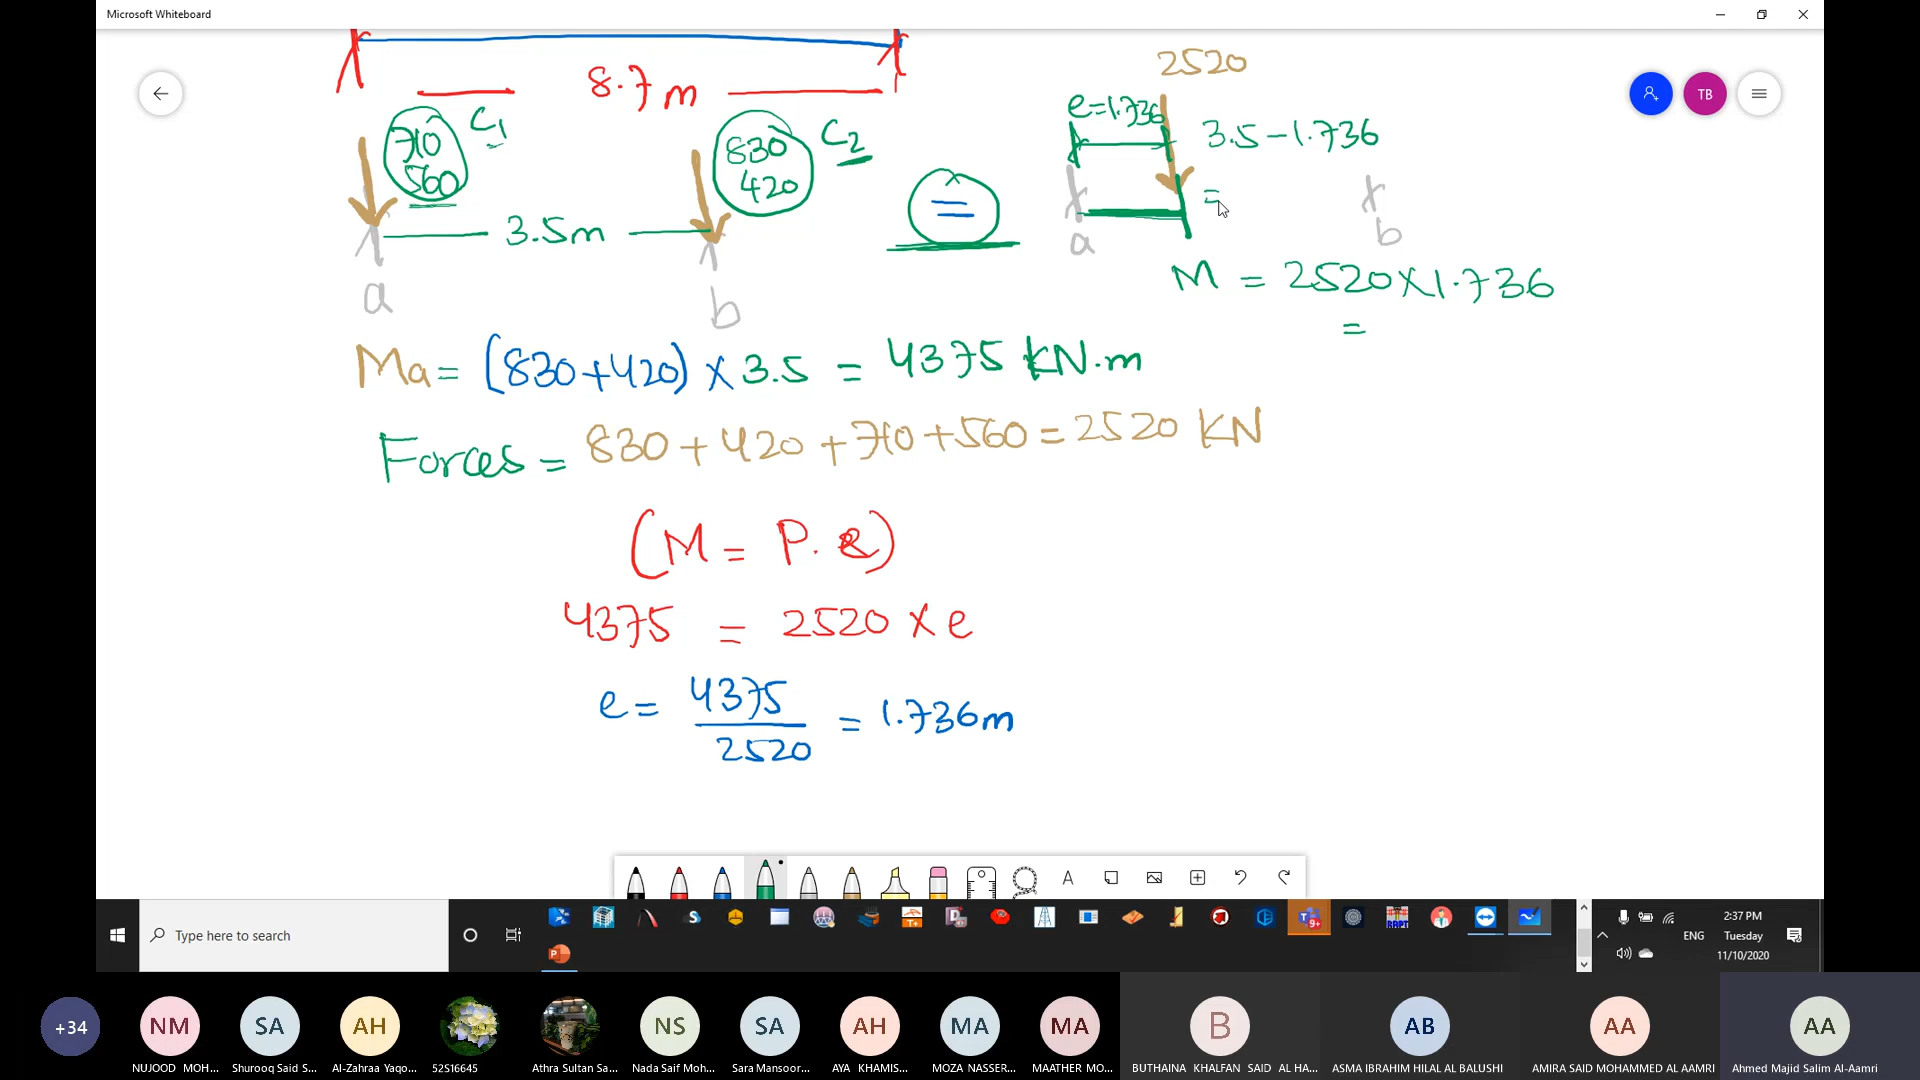 Microsoft Whiteboard
8.7 m
710
560
C1
830
420
C2
=
3.5m
a
b
2520
e=1.736
3.5-1.736
=
a
b
M = 2520×1.736
=
Ma= (830+420) × 3.5 = 4375 KN.m
Forces = 830 + 420 + 710 + 560 = 2520 KN
(M = P. e)
4375 = 2520 × e
e = 4375/2520 = 1.736m
TB
A
Type here to search
ENG
2:37 PM
Tuesday
11/10/2020
+34
NM
SA
AH
NS
SA
AH
MA
MA
B
AB
AA
AA
NUJOOD MOH...
Shurooq Said S...
Al-Zahraa Yaqo...
52S16645
Athra Sultan Sa...
Nada Saif Moh...
Sara Mansoor...
AYA KHAMIS...
MOZA NASSER...
MAATHER MO...
BUTHAINA KHALFAN SAID AL HA...
ASMA IBRAHIM HILAL AL BALUSHI
AMIRA SAID MOHAMMED AL AAMRI
Ahmed Majid Salim Al-Aamri